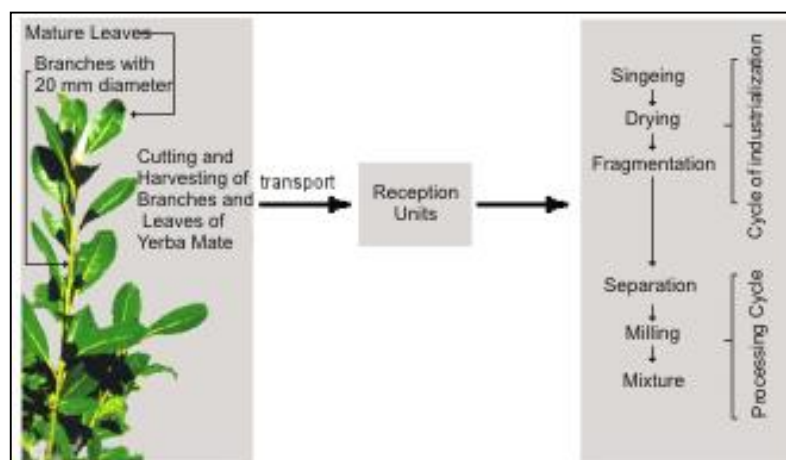 Mature Leaves
Branches with
20 mm diameter
Cutting and
Harvesting of
Branches and
Leaves of
Yerba Mate
transport
Reception
Units
Singeing
Drying
Fragmentation
Cycle of industrialization
Separation
Milling
Mixture
Processing Cycle